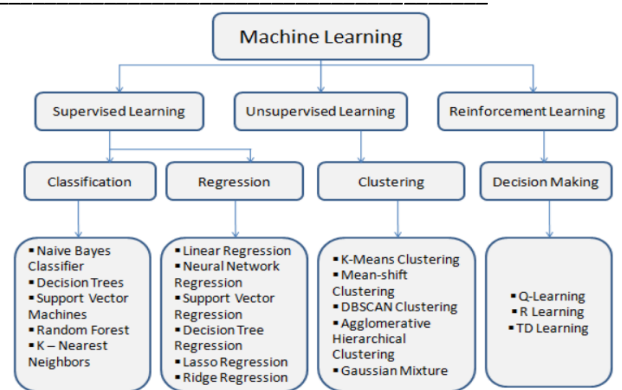 Machine Learning
Supervised Learning
Unsupervised Learning
Reinforcement Learning
Classification
Regression
Clustering
Decision Making
▪ Naive Bayes
Classifier
▪ Decision Trees
▪ Support Vector
Machines
▪ Random Forest
▪ K – Nearest
Neighbors
▪ Linear Regression
▪ Neural Network
Regression
▪ Support Vector
Regression
▪ Decision Tree
Regression
▪ Lasso Regression
▪ Ridge Regression
▪ K-Means Clustering
▪ Mean-shift
Clustering
▪ DBSCAN Clustering
▪ Agglomerative
Hierarchical
Clustering
▪ Gaussian Mixture
▪ Q-Learning
▪ R Learning
▪ TD Learning